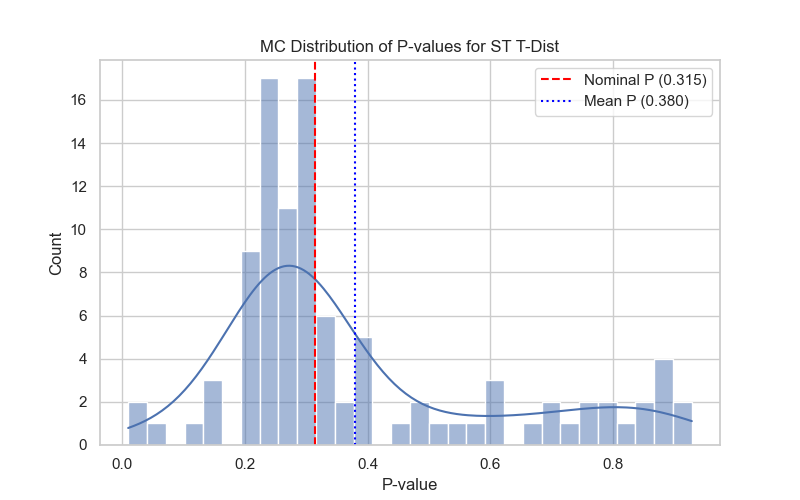 MC Distribution of P-values for ST T-Dist
Nominal P (0.315)
Mean P (0.380)
16
14
12
10
8
6
4
2
0
Count
0.0 0.2 0.4 0.6 0.8
P-value